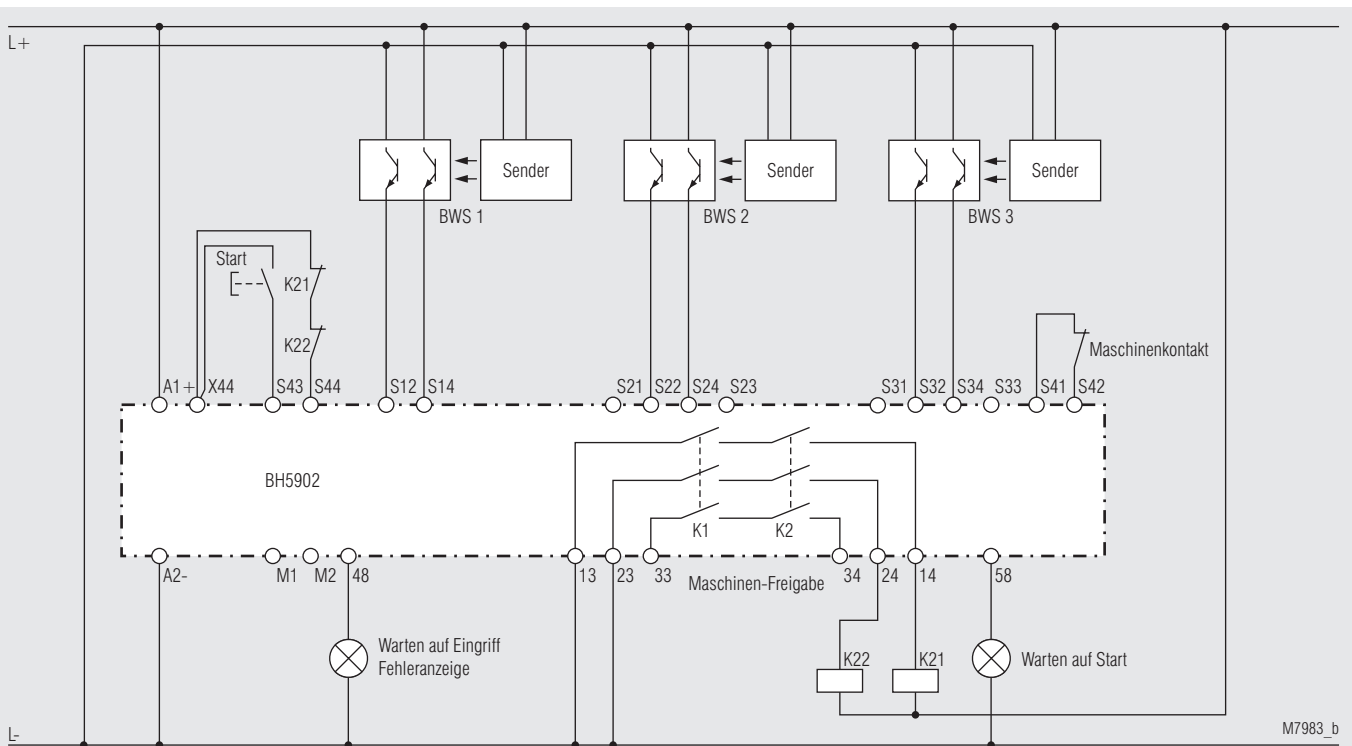 L+
Sender
Sender
Sender
BWS 1
BWS 2
BWS 3
Start
K21
K22
Maschinenkontakt
A1+ X44 S43 S44 S12 S14 S21 S22 S24 S23 S31 S32 S34 S33 S41 S42
BH5902
K1 K2
A2- M1 M2 48 13 23 33 Maschinen-Freigabe 34 24 14 58
Warten auf Eingriff
Fehleranzeige
K22 K21 Warten auf Start
L-
M7983_b